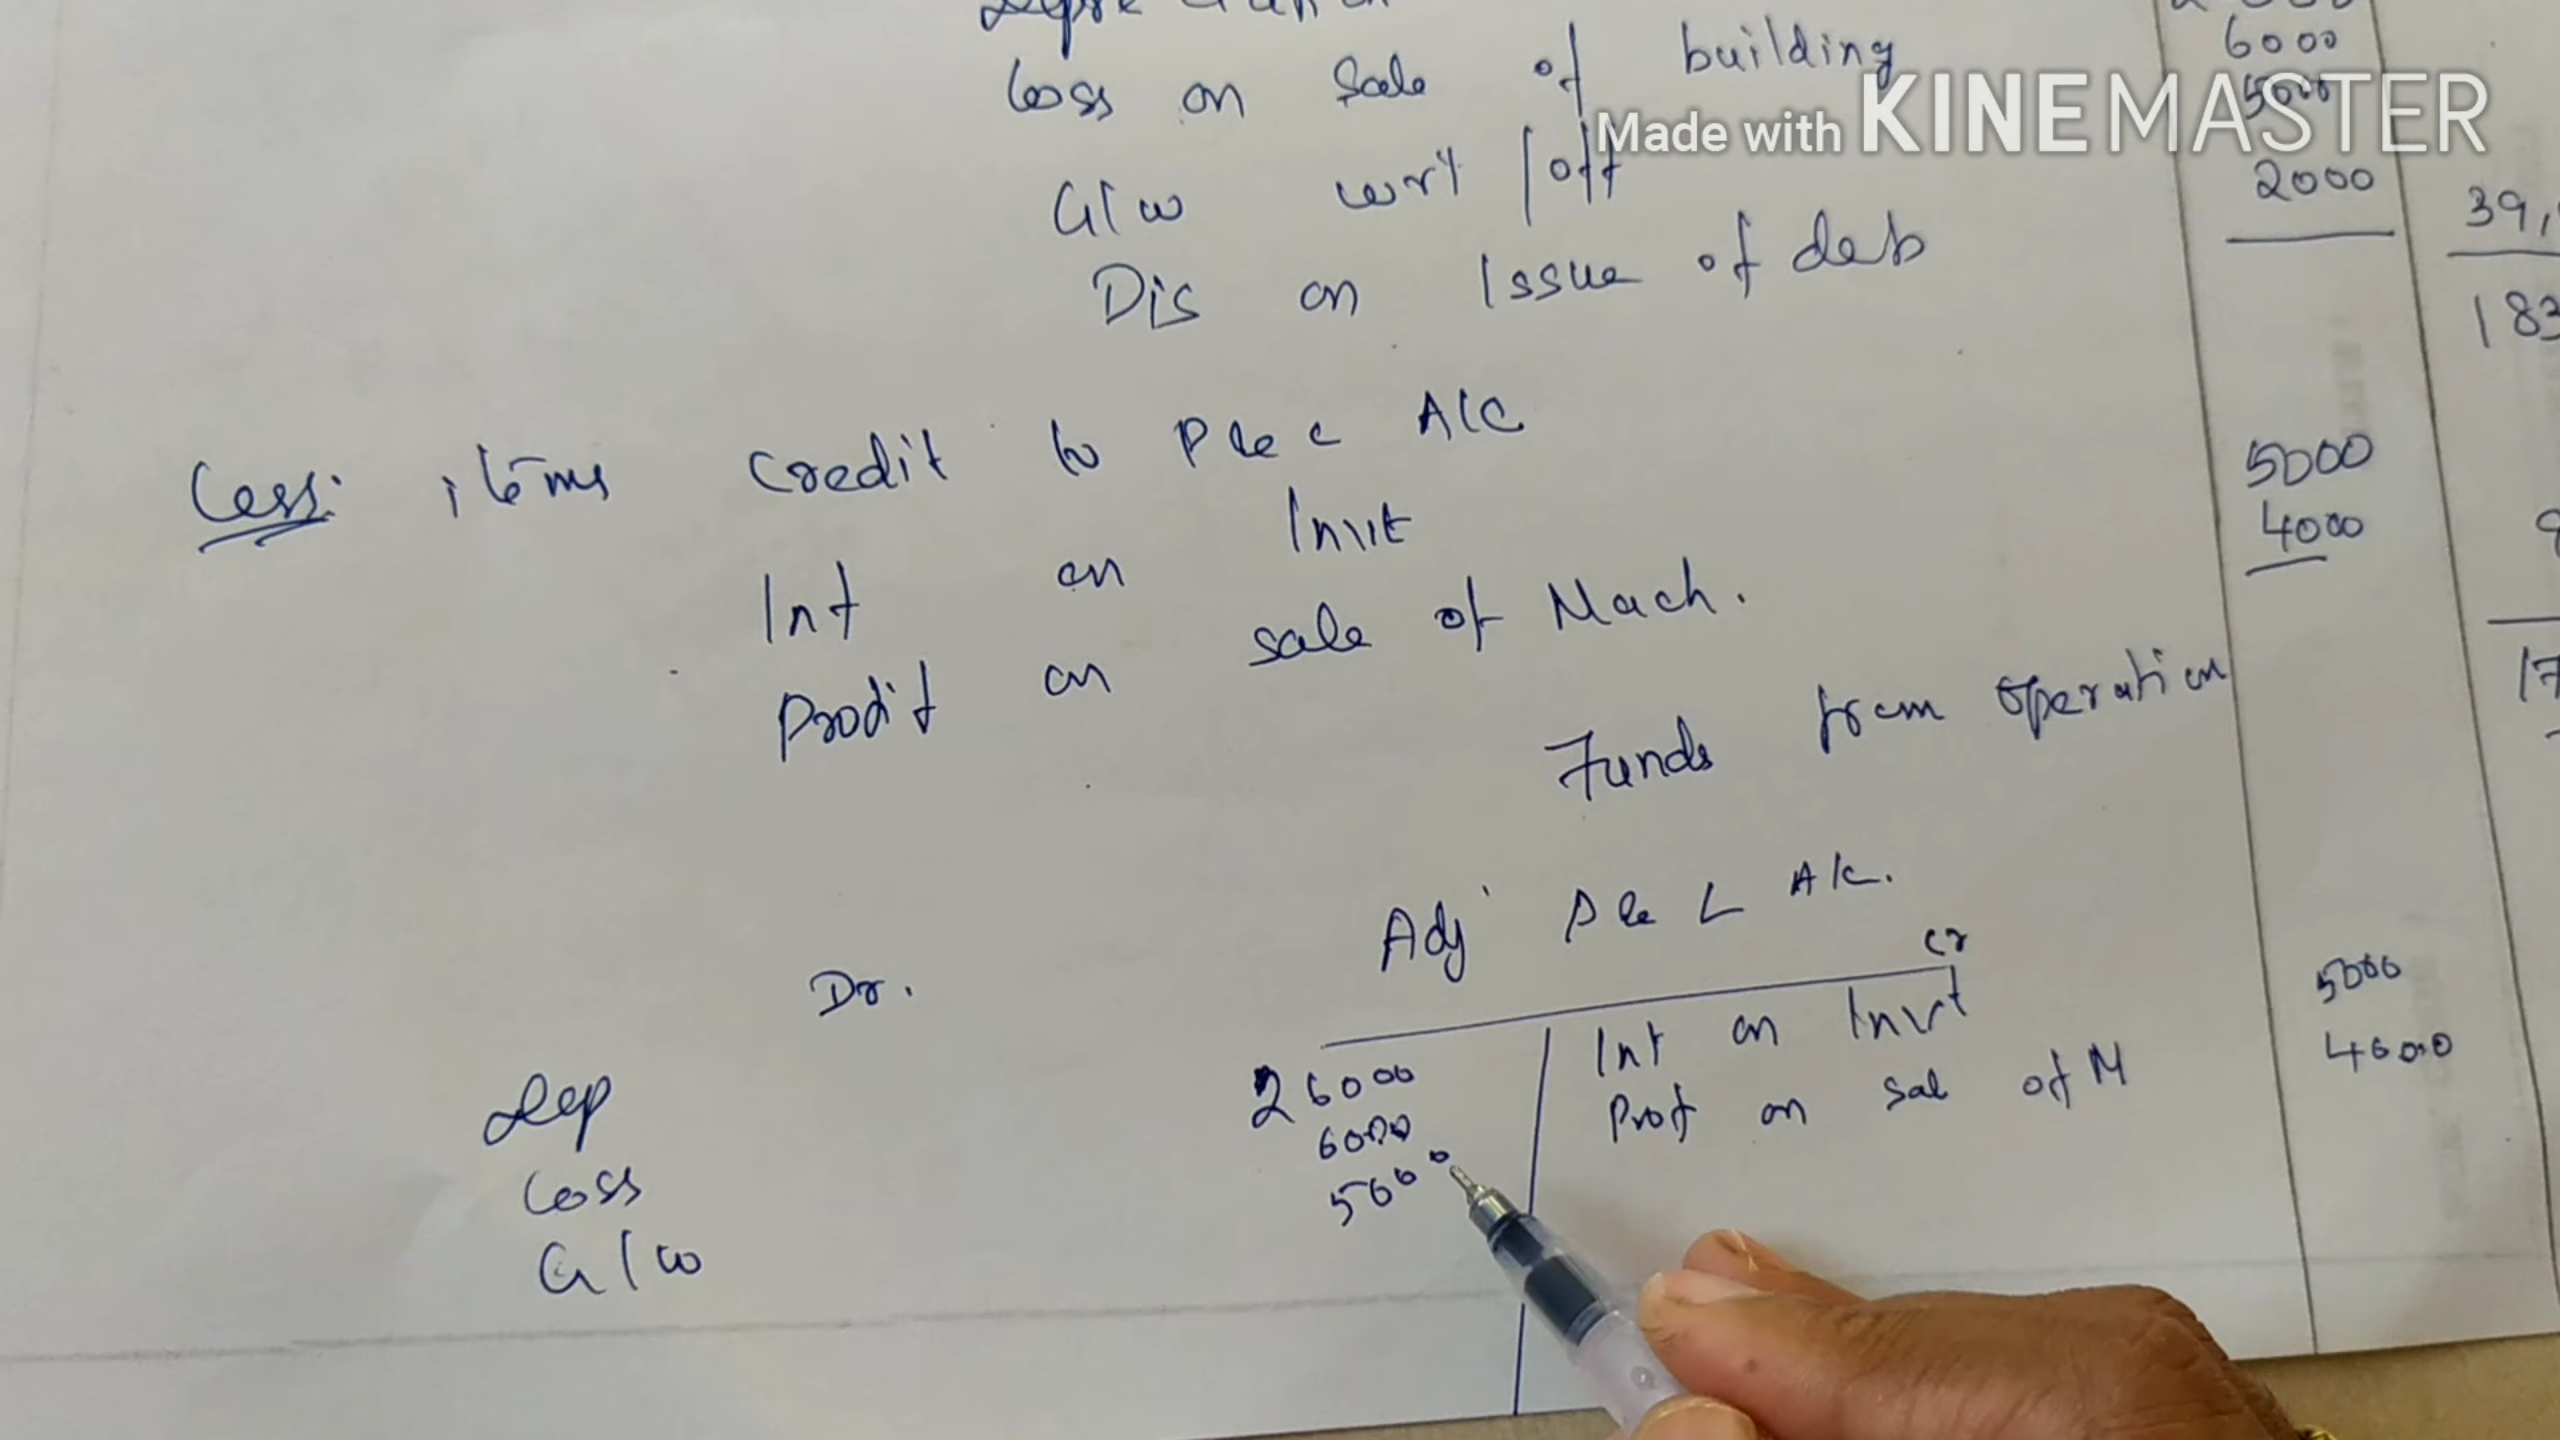 Loss on Sale of building 6000
Made with KINEMASTER
G/w writ/off 5000
Dis on Issue of deb 2000 39,
183
Less: items credit to P & L A/C
Int on Invt 5000
Profit on sale of Mach. 4000
Funds from operation 17
Adj P & L A/c.
Dr. Cr
Dep 26000 Int on Invt 5000
Loss 6000 Prof on Sal of M 4000
G/w 5000